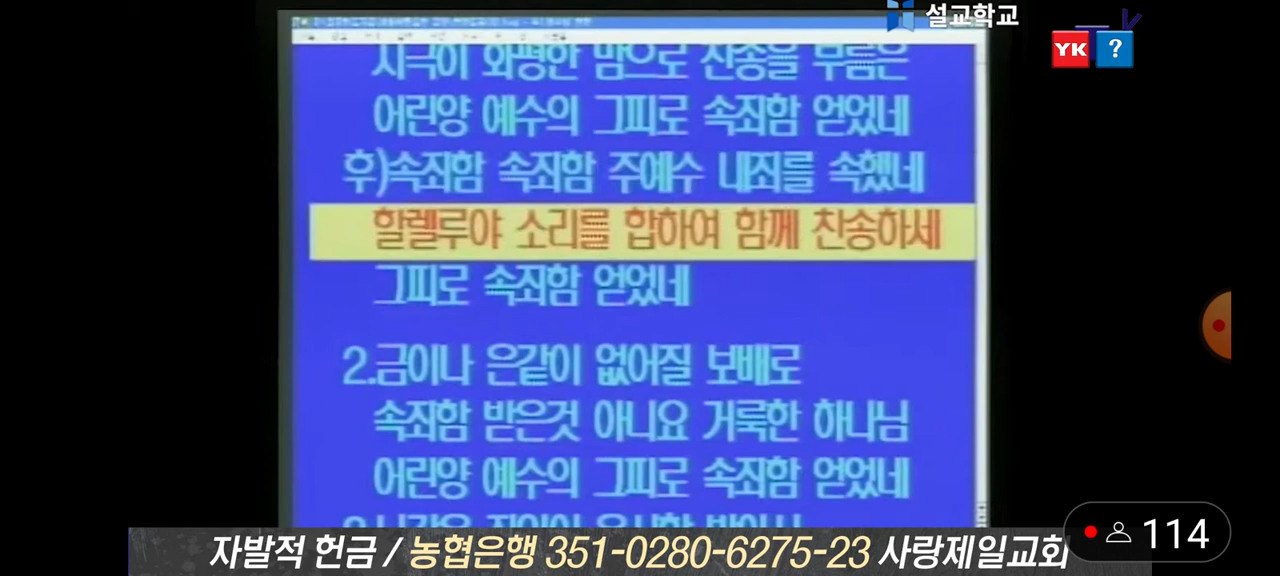 설교학교
YK ?
지극히 화평한 맘으로 찬송을 부름은
어린양 예수의 그피로 속죄함 얻었네
후)속죄함 속죄함 주예수 내죄를 속했네
할렐루야 소리를 합하여 함께 찬송하세
그피로 속죄함 얻었네
2.금이나 은같이 없어질 보배로
속죄함 받은것 아니요 거룩한 하나님
어린양 예수의 그피로 속죄함 얻었네
자발적 헌금 / 농협은행 351-0280-6275-23 사랑제일교회
114